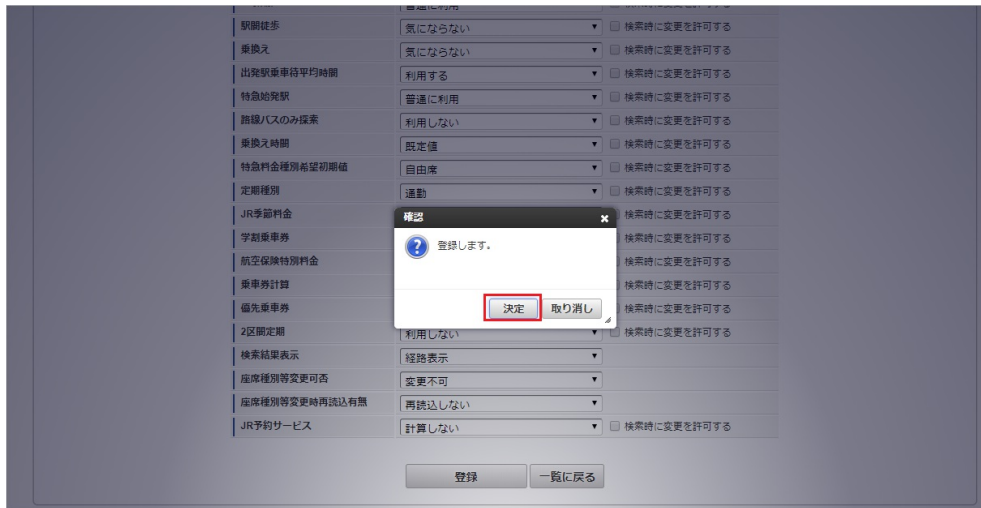 駅間徒歩 気にならない 検索時に変更を許可する
乗換え 気にならない 検索時に変更を許可する
出発駅乗車待平均時間 利用する 検索時に変更を許可する
特急始発駅 普通に利用 検索時に変更を許可する
路線バスのみ探索 利用しない 検索時に変更を許可する
乗換え時間 既定値 検索時に変更を許可する
特急料金種別希望初期値 自由席 検索時に変更を許可する
定期種別 通勤 検索時に変更を許可する
JR季節料金 検索時に変更を許可する
学割乗車券 検索時に変更を許可する
航空保険特別料金 検索時に変更を許可する
乗車券計算 検索時に変更を許可する
優先乗車券 検索時に変更を許可する
2区間定期 利用しない 検索時に変更を許可する
検索結果表示 経路表示
座席種別等変更可否 変更不可
座席種別等変更時再読込有無 再読込しない
JR予約サービス 計算しない 検索時に変更を許可する
登録 一覧に戻る
確認
登録します。
決定 取り消し